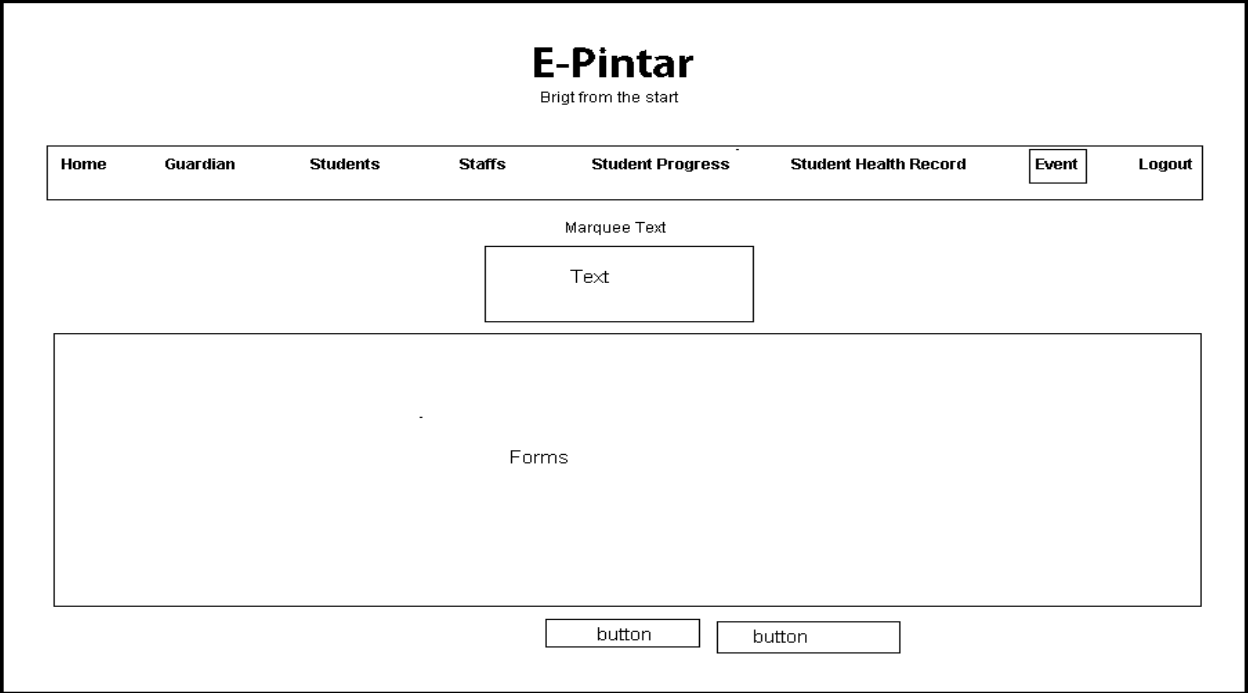 E-Pintar
Brigt from the start
Home Guardian Students Staffs Student Progress Student Health Record Event Logout
Marquee Text
Text
Forms
button button